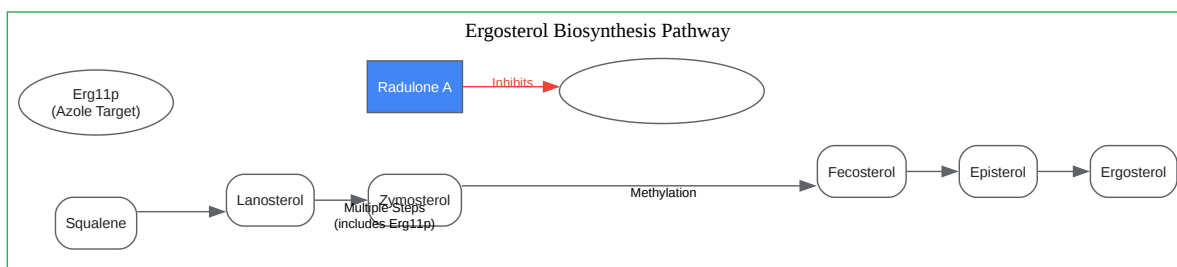 Ergosterol Biosynthesis Pathway
Erg11p
(Azole Target)
Radulone A
Inhibits
Squalene
Lanosterol
Multiple Steps
(includes Erg11p)
Zymosterol
Methylation
Fecosterol
Episterol
Ergosterol